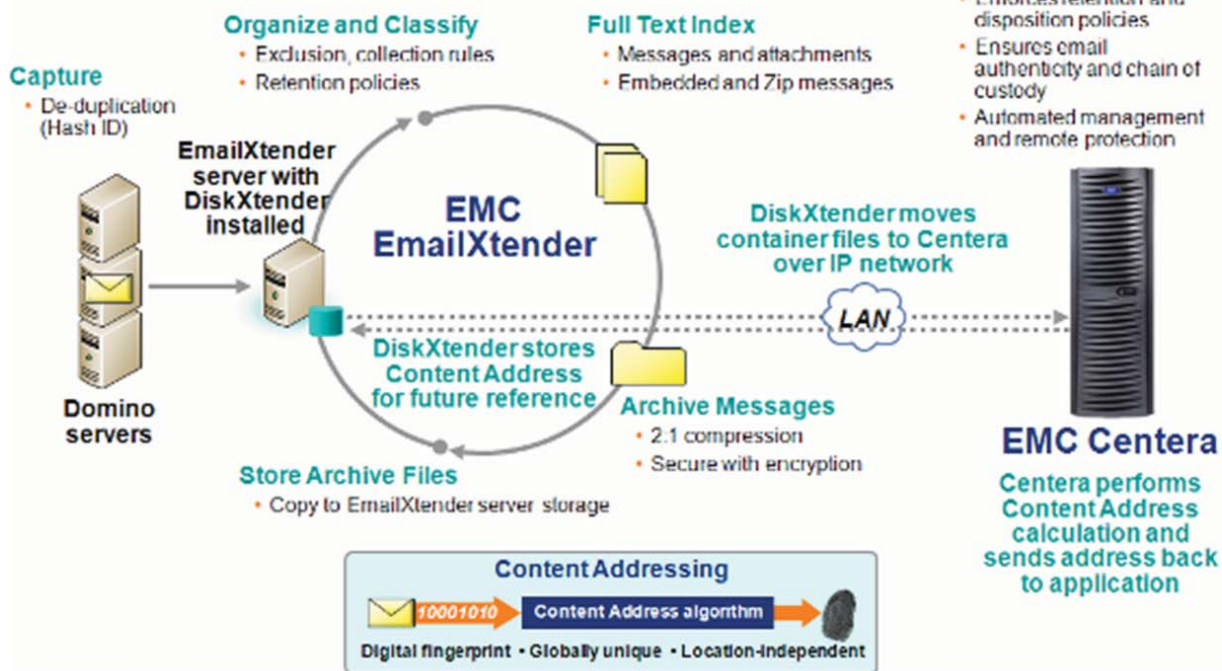 Organize and Classify
• Exclusion, collection rules
• Retention policies
Full Text Index
• Messages and attachments
• Embedded and Zip messages
• Enforces retention and
disposition policies
• Ensures email
authenticity and chain of
custody
• Automated management
and remote protection
Capture
• De-duplication
(Hash ID)
EmailXtender
server with
DiskXtender
installed
EMC
EmailXtender
DiskXtender moves
container files to Centera
over IP network
LAN
DiskXtender stores
Content Address
for future reference
Domino
servers
Archive Messages
• 2.1 compression
• Secure with encryption
Store Archive Files
• Copy to EmailXtender server storage
EMC Centera
Centera performs
Content Address
calculation and
sends address back
to application
Content Addressing
10001010
Content Address algorithm
Digital fingerprint • Globally unique • Location-independent